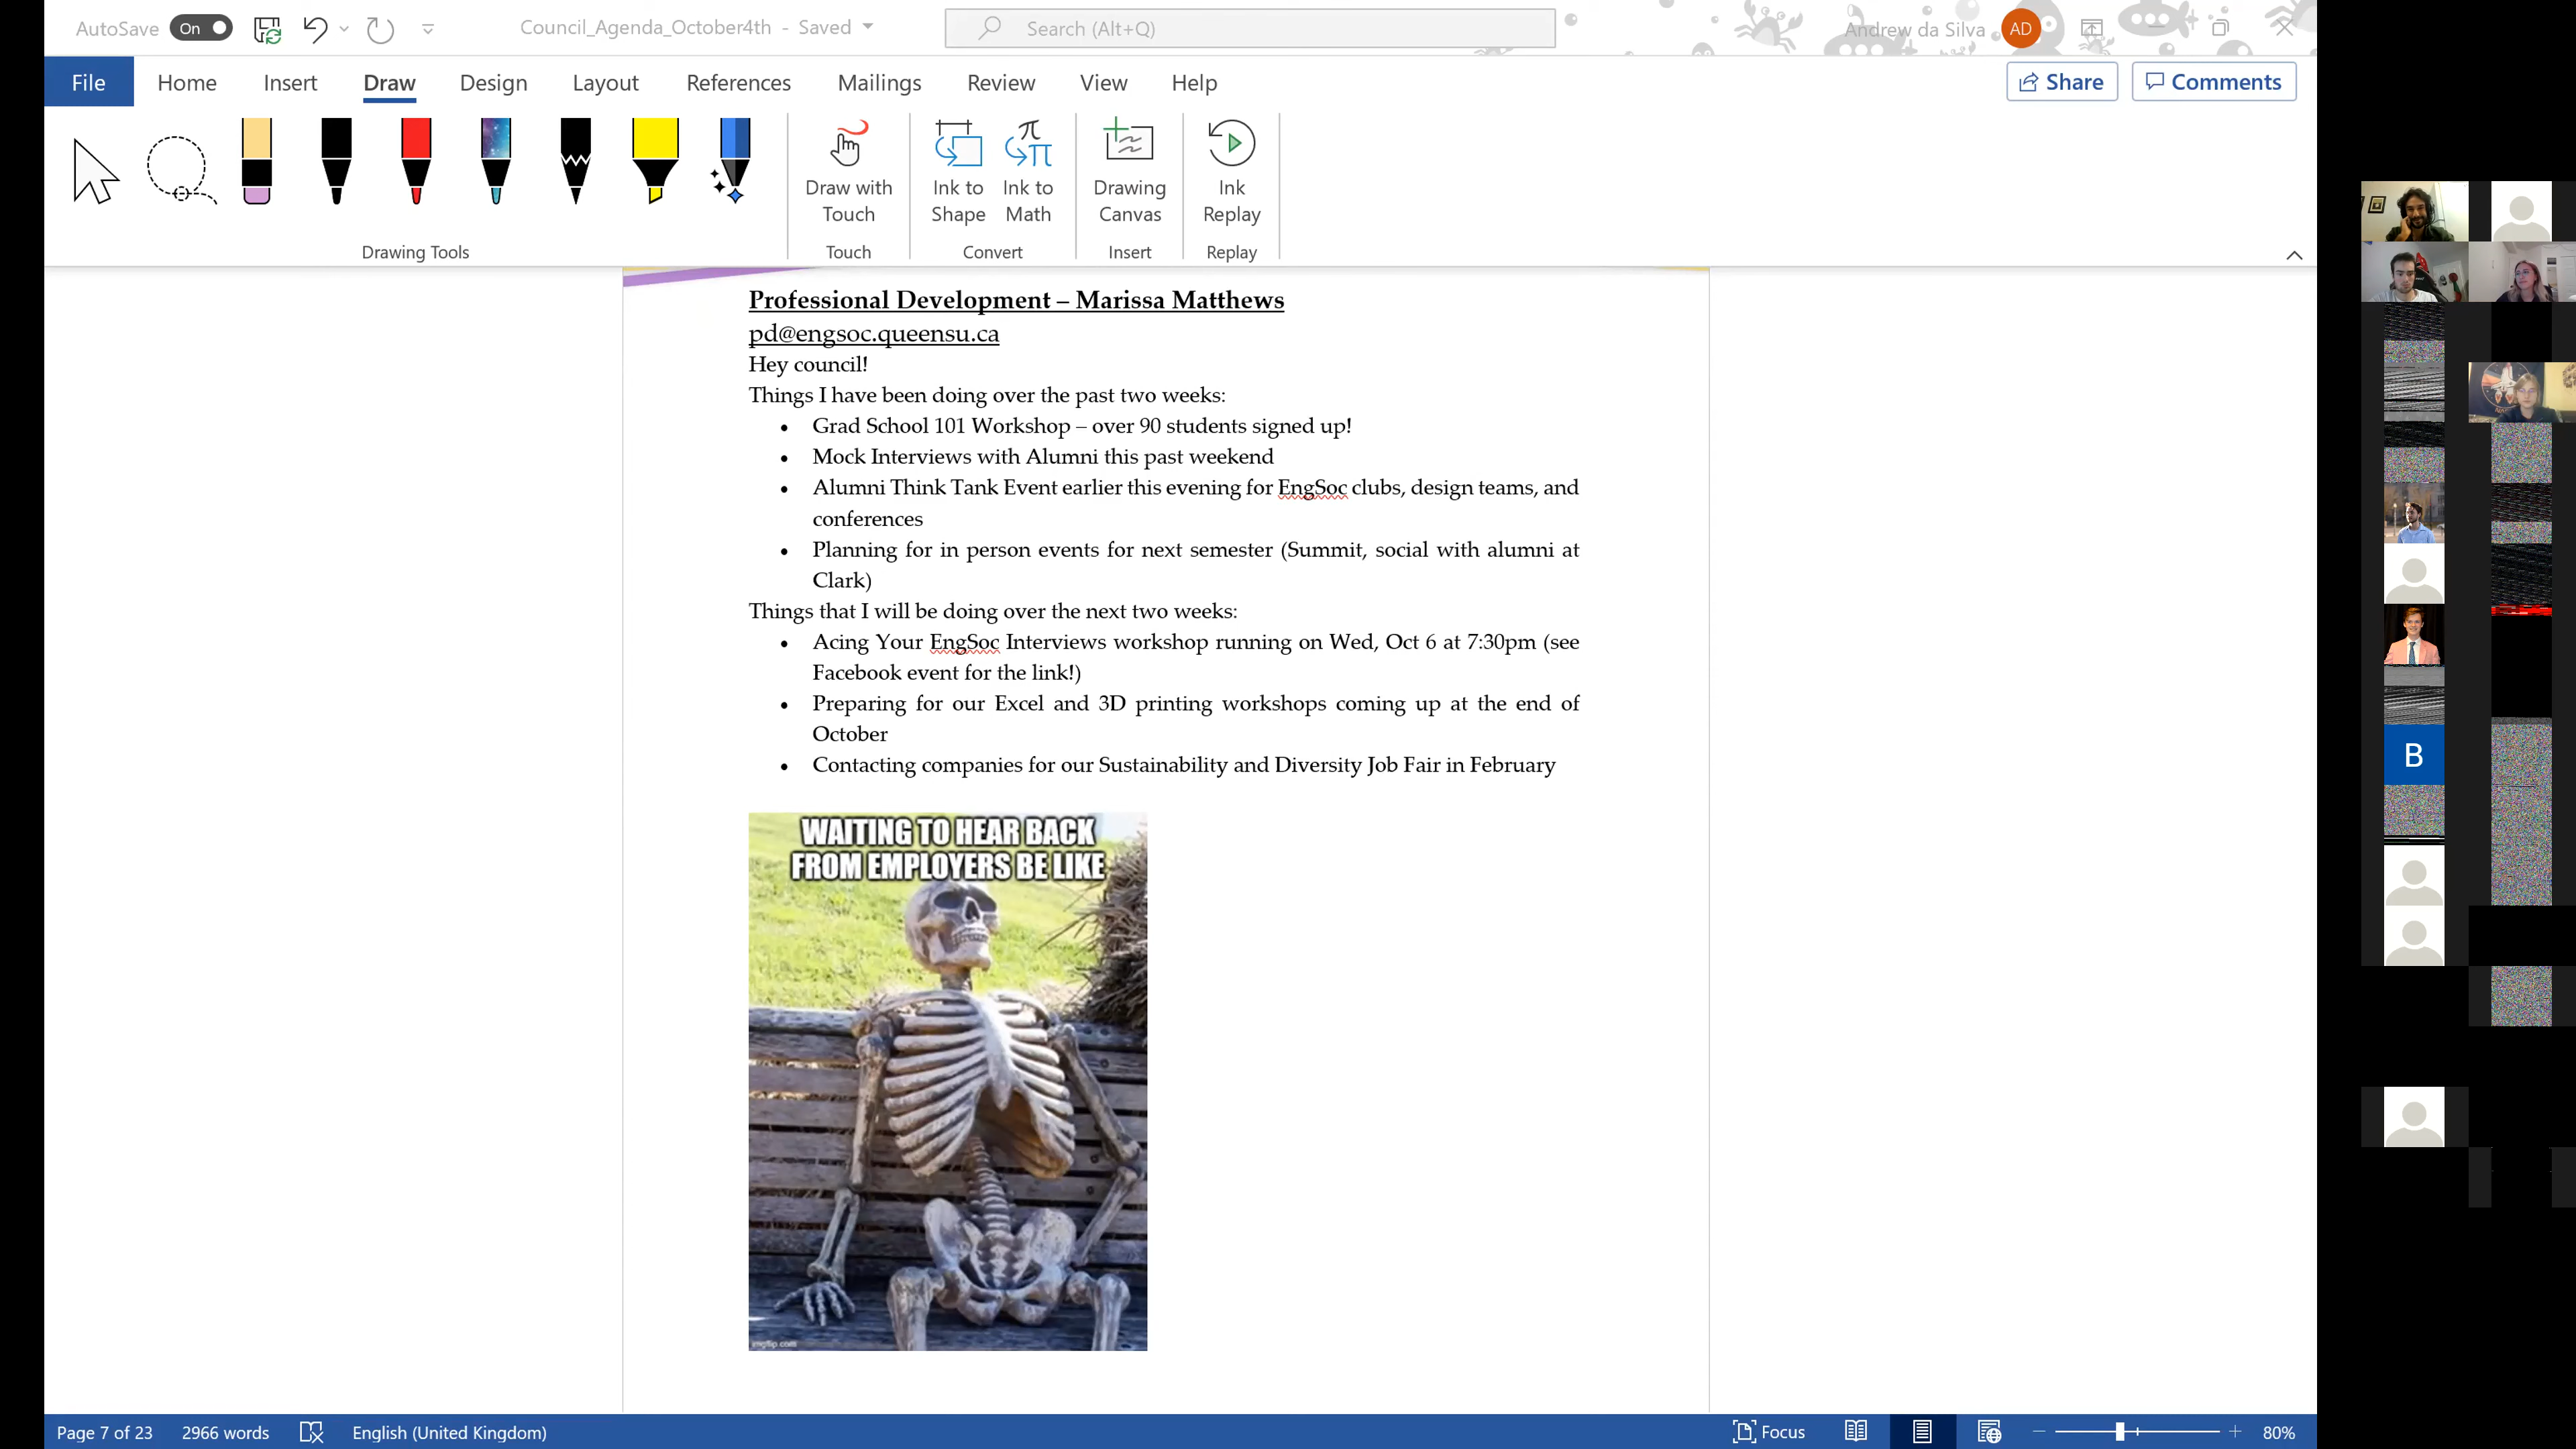 AutoSave On Council_Agenda_October4th - Saved Search (Alt+Q) Andrew da Silva AD
File Home Insert Draw Design Layout References Mailings Review View Help Share Comments
Draw with Touch
Ink to Shape
Ink to Math
Drawing Canvas
Ink Replay
Drawing Tools Touch Convert Insert Replay
Professional Development – Marissa Matthews
pd@engsoc.queensu.ca
Hey council!
Things I have been doing over the past two weeks:
• Grad School 101 Workshop – over 90 students signed up!
• Mock Interviews with Alumni this past weekend
• Alumni Think Tank Event earlier this evening for EngSoc clubs, design teams, and
conferences
• Planning for in person events for next semester (Summit, social with alumni at
Clark)
Things that I will be doing over the next two weeks:
• Acing Your EngSoc Interviews workshop running on Wed, Oct 6 at 7:30pm (see
Facebook event for the link!)
• Preparing for our Excel and 3D printing workshops coming up at the end of
October
• Contacting companies for our Sustainability and Diversity Job Fair in February
WAITING TO HEAR BACK
FROM EMPLOYERS BE LIKE
imgflip.com
B
Page 7 of 23 2966 words English (United Kingdom) Focus 80%